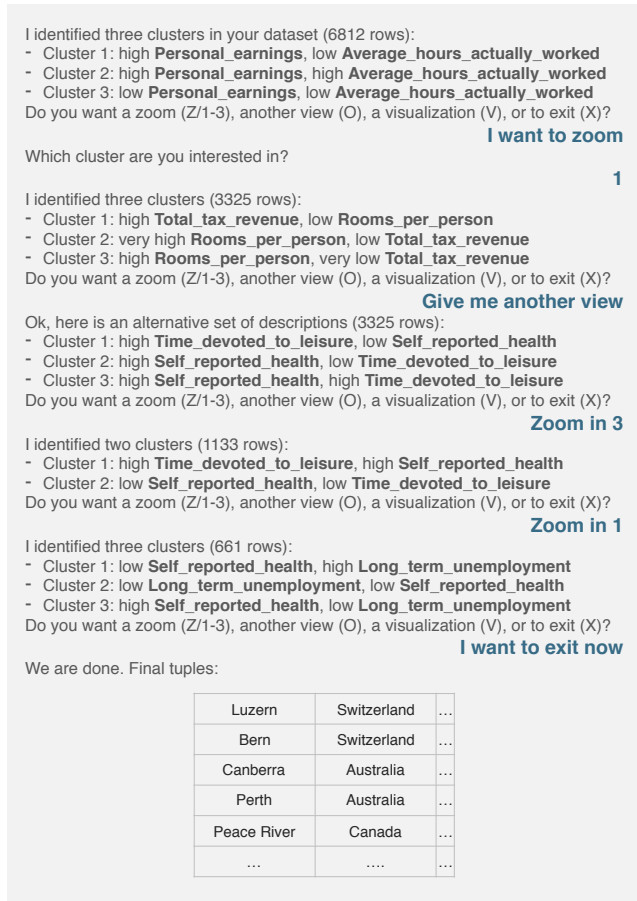 I identified three clusters in your dataset (6812 rows):
- Cluster 1: high Personal_earnings, low Average_hours_actually_worked
- Cluster 2: high Personal_earnings, high Average_hours_actually_worked
- Cluster 3: low Personal_earnings, low Average_hours_actually_worked
Do you want a zoom (Z/1-3), another view (O), a visualization (V), or to exit (X)?
I want to zoom
Which cluster are you interested in?
1
I identified three clusters (3325 rows):
- Cluster 1: high Total_tax_revenue, low Rooms_per_person
- Cluster 2: very high Rooms_per_person, low Total_tax_revenue
- Cluster 3: high Rooms_per_person, very low Total_tax_revenue
Do you want a zoom (Z/1-3), another view (O), a visualization (V), or to exit (X)?
Give me another view
Ok, here is an alternative set of descriptions (3325 rows):
- Cluster 1: high Time_devoted_to_leisure, low Self_reported_health
- Cluster 2: high Self_reported_health, low Time_devoted_to_leisure
- Cluster 3: high Self_reported_health, high Time_devoted_to_leisure
Do you want a zoom (Z/1-3), another view (O), a visualization (V), or to exit (X)?
Zoom in 3
I identified two clusters (1133 rows):
- Cluster 1: high Time_devoted_to_leisure, high Self_reported_health
- Cluster 2: low Self_reported_health, low Time_devoted_to_leisure
Do you want a zoom (Z/1-3), another view (O), a visualization (V), or to exit (X)?
Zoom in 1
I identified three clusters (661 rows):
- Cluster 1: low Self_reported_health, high Long_term_unemployment
- Cluster 2: low Long_term_unemployment, low Self_reported_health
- Cluster 3: high Self_reported_health, low Long_term_unemployment
Do you want a zoom (Z/1-3), another view (O), a visualization (V), or to exit (X)?
I want to exit now
We are done. Final tuples:
Luzern Switzerland …
Bern Switzerland …
Canberra Australia …
Perth Australia …
Peace River Canada …
… …. …